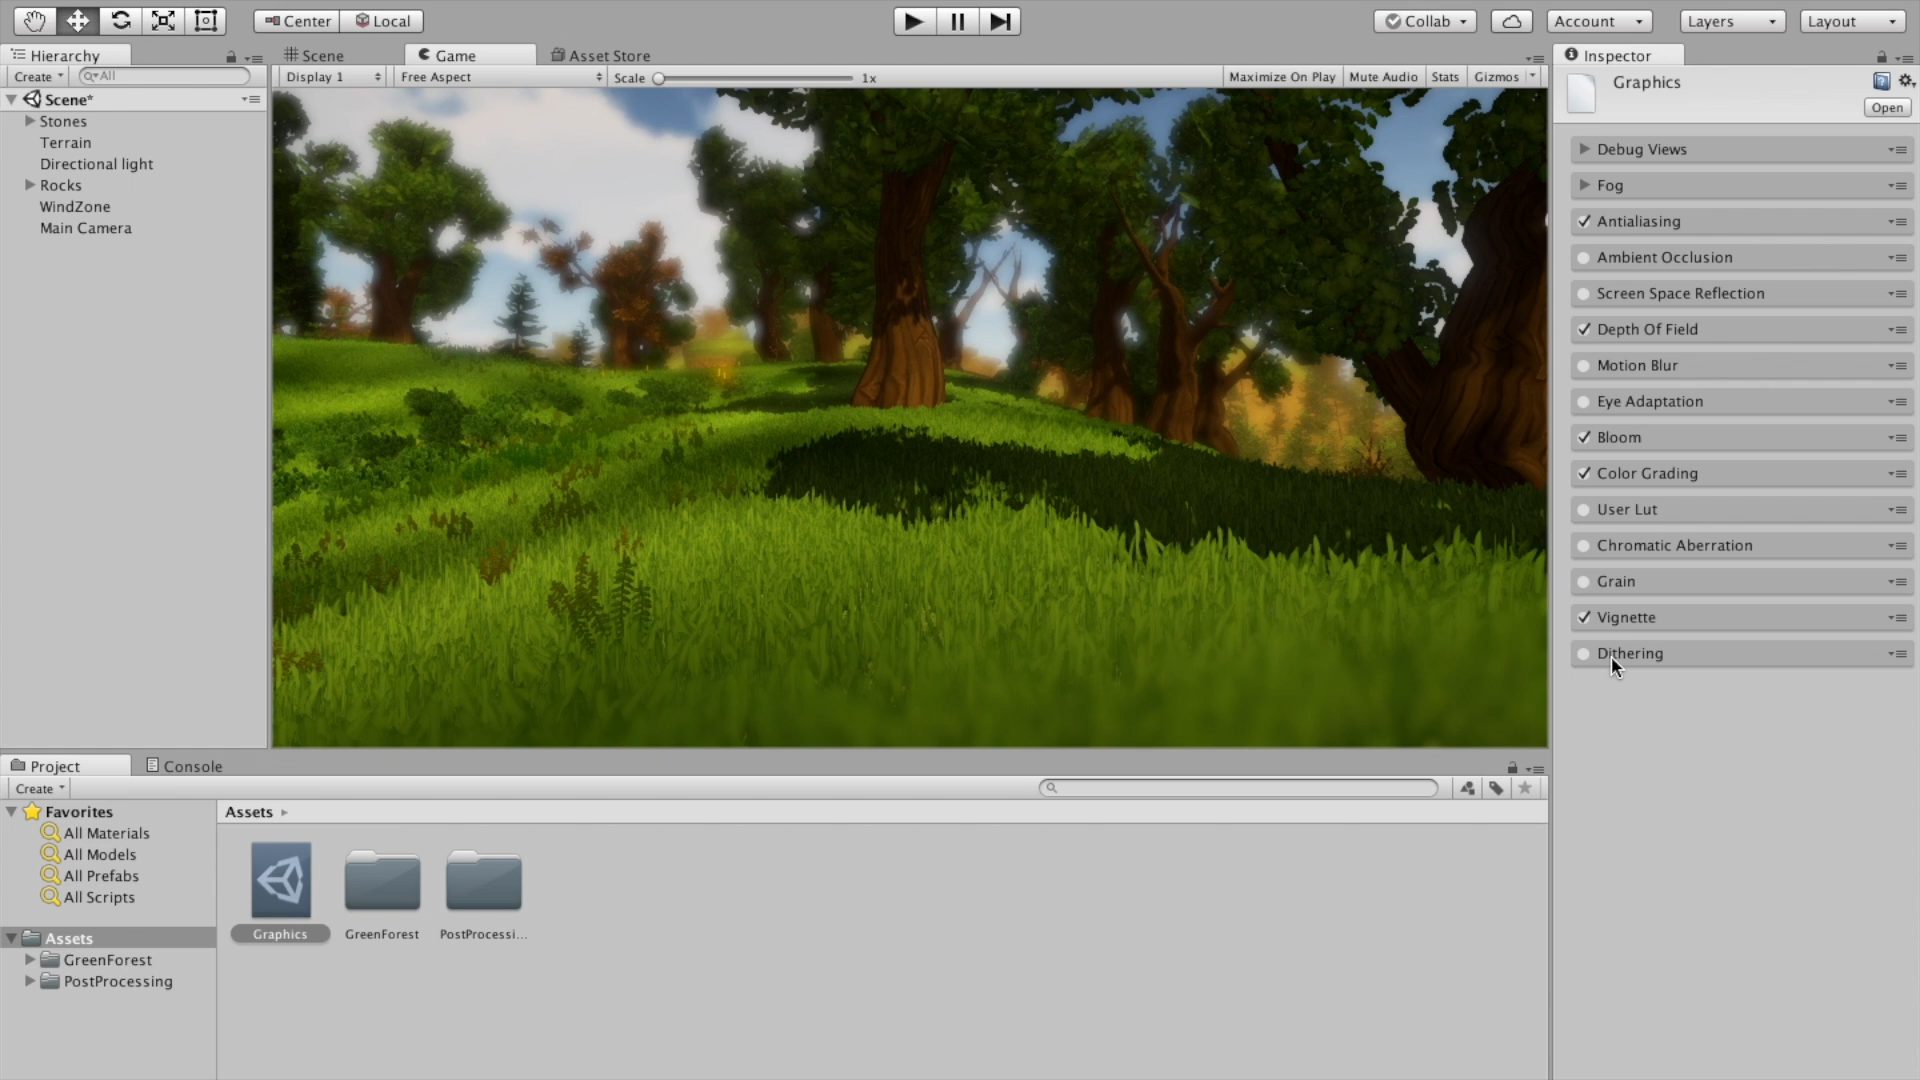 Center
Local
Collab
Account
Layers
Layout
Hierarchy
Create
All
Scene*
Stones
Terrain
Directional light
Rocks
WindZone
Main Camera
Scene
Game
Asset Store
Display 1
Free Aspect
Scale
1x
Maximize On Play
Mute Audio
Stats
Gizmos
Inspector
Graphics
Open
Debug Views
Fog
Antialiasing
Ambient Occlusion
Screen Space Reflection
Depth Of Field
Motion Blur
Eye Adaptation
Bloom
Color Grading
User Lut
Chromatic Aberration
Grain
Vignette
Dithering
Project
Console
Create
Favorites
All Materials
All Models
All Prefabs
All Scripts
Assets
GreenForest
PostProcessing
Assets
Graphics
GreenForest
PostProcessi...